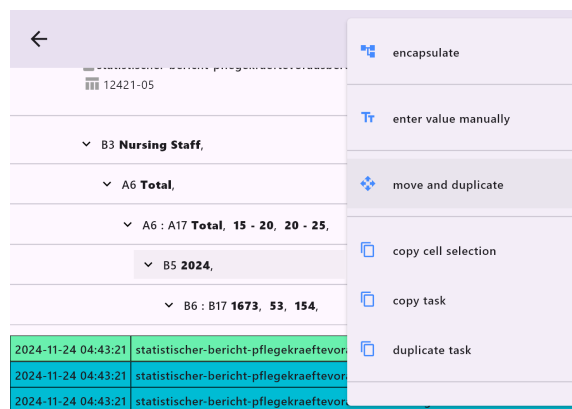 encapsulate
statistischer-bericht-pflegekraeftevorausber
12421-05
enter value manually
B3 Nursing Staff,
A6 Total,
move and duplicate
A6 : A17 Total, 15 - 20, 20 - 25,
copy cell selection
B5 2024,
copy task
B6 : B17 1673, 53, 154,
duplicate task
2024-11-24 04:43:21 statistischer-bericht-pflegekraeftevora
2024-11-24 04:43:21 statistischer-bericht-pflegekraeftevora
2024-11-24 04:43:21 statistischer-bericht-pflegekraeftevora